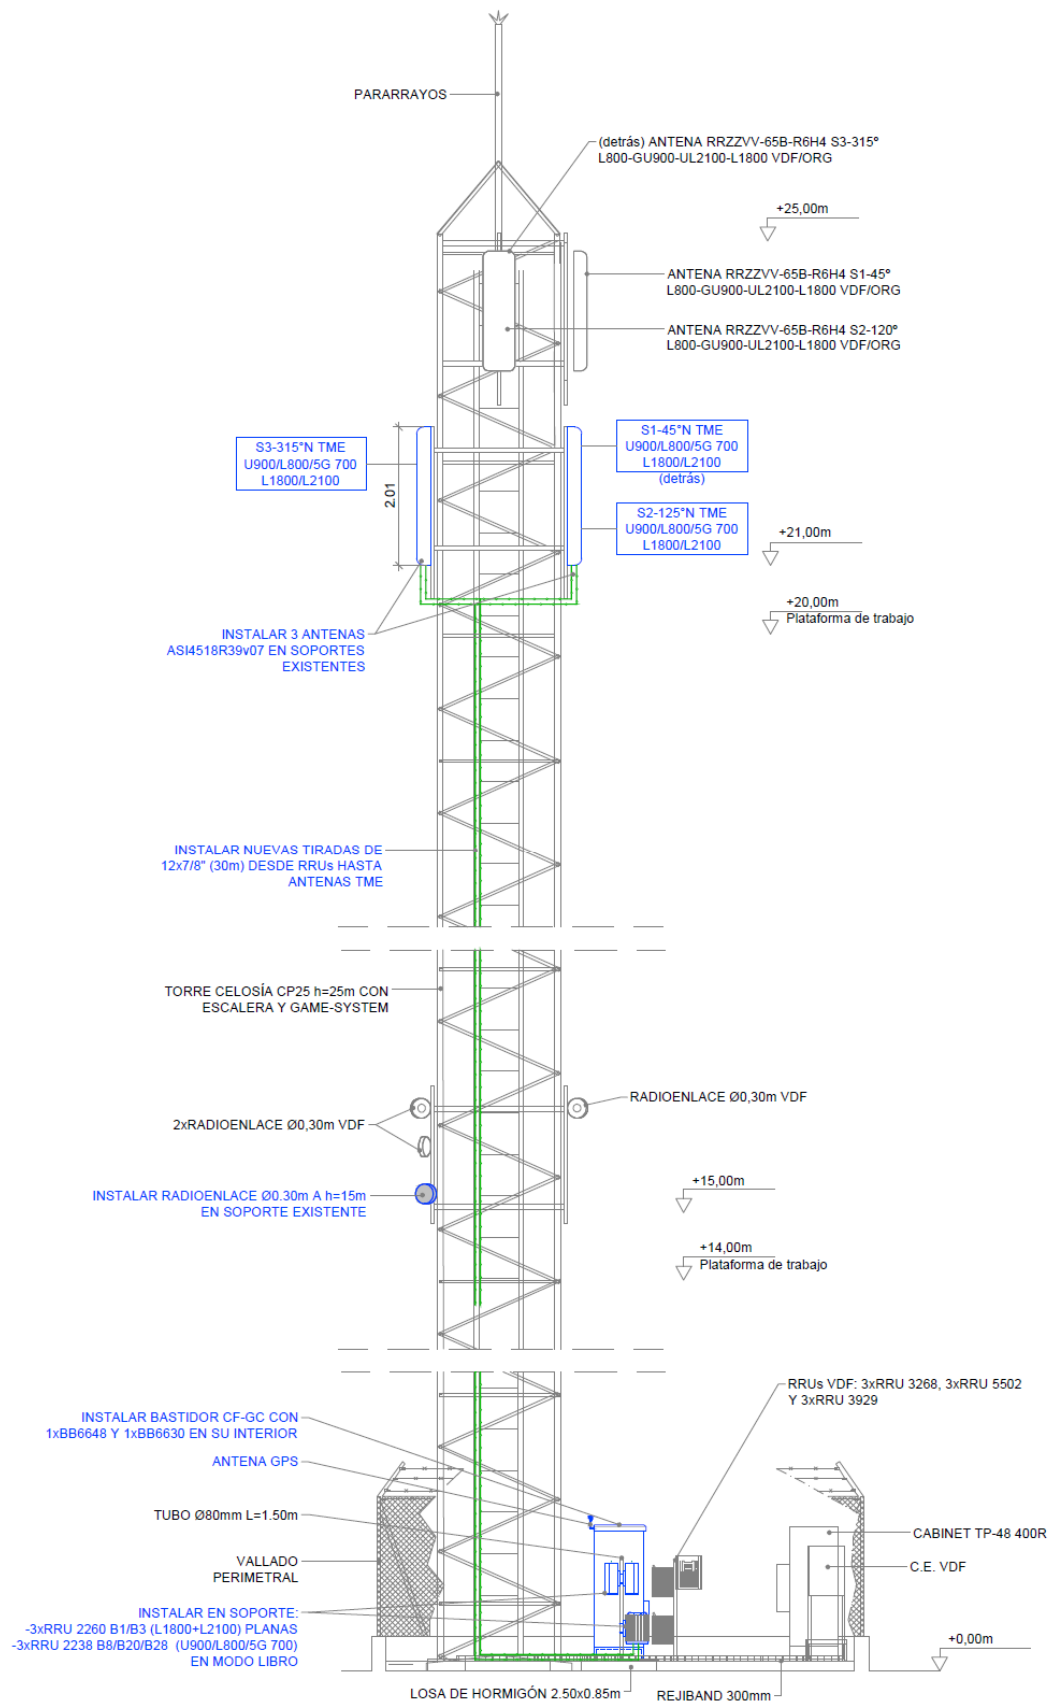 PARARRAYOS
(detrás) ANTENA RRZZVV-65B-R6H4 S3-315º
L800-GU900-UL2100-L1800 VDF/ORG
+25,00m
ANTENA RRZZVV-65B-R6H4 S1-45º
L800-GU900-UL2100-L1800 VDF/ORG
ANTENA RRZZVV-65B-R6H4 S2-120º
L800-GU900-UL2100-L1800 VDF/ORG
S3-315°N TME
U900/L800/5G 700
L1800/L2100
2.01
S1-45°N TME
U900/L800/5G 700
L1800/L2100
(detrás)
S2-125°N TME
U900/L800/5G 700
L1800/L2100
+21,00m
+20,00m
Plataforma de trabajo
INSTALAR 3 ANTENAS
ASI4518R39v07 EN SOPORTES
EXISTENTES
INSTALAR NUEVAS TIRADAS DE
12x7/8" (30m) DESDE RRUs HASTA
ANTENAS TME
TORRE CELOSÍA CP25 h=25m CON
ESCALERA Y GAME-SYSTEM
RADIOENLACE Ø0,30m VDF
2xRADIOENLACE Ø0,30m VDF
INSTALAR RADIOENLACE Ø0.30m A h=15m
EN SOPORTE EXISTENTE
+15,00m
+14,00m
Plataforma de trabajo
RRUs VDF: 3xRRU 3268, 3xRRU 5502
Y 3xRRU 3929
INSTALAR BASTIDOR CF-GC CON
1xBB6648 Y 1xBB6630 EN SU INTERIOR
ANTENA GPS
TUBO Ø80mm L=1.50m
CABINET TP-48 400R
VALLADO
PERIMETRAL
C.E. VDF
INSTALAR EN SOPORTE:
-3xRRU 2260 B1/B3 (L1800+L2100) PLANAS
-3xRRU 2238 B8/B20/B28 (U900/L800/5G 700)
EN MODO LIBRO
+0,00m
LOSA DE HORMIGÓN 2.50x0.85m
REJIBAND 300mm